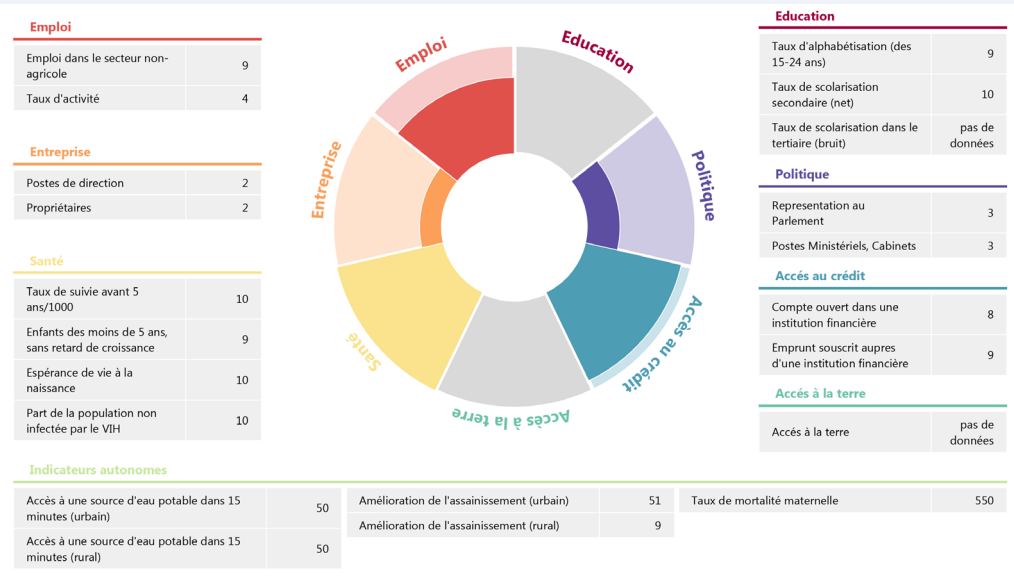 Emploi
Emploi dans le secteur non-
agricole
9
Taux d'activité
4
Entreprise
Postes de direction
2
Propriétaires
2
Santé
Taux de suivie avant 5
ans/1000
10
Enfants des moins de 5 ans,
sans retard de croissance
9
Espérance de vie à la
naissance
10
Part de la population non
infectée par le VIH
10
Emploi
Education
Politique
Accès au crédit
Accès à la terre
Santé
Entreprise
Education
Taux d'alphabétisation (des
15-24 ans)
9
Taux de scolarisation
secondaire (net)
10
Taux de scolarisation dans le
tertiaire (bruit)
pas de
données
Politique
Representation au
Parlement
3
Postes Ministériels, Cabinets
3
Accés au crédit
Compte ouvert dans une
institution financière
8
Emprunt souscrit aupres
d'une institution financière
9
Accés à la terre
Accés à la terre
pas de
données
Indicateurs autonomes
Accès à une source d'eau potable dans 15
minutes (urbain)
50
Accès à une source d'eau potable dans 15
minutes (rural)
50
Amélioration de l'assainissement (urbain)
51
Amélioration de l'assainissement (rural)
9
Taux de mortalité maternelle
550